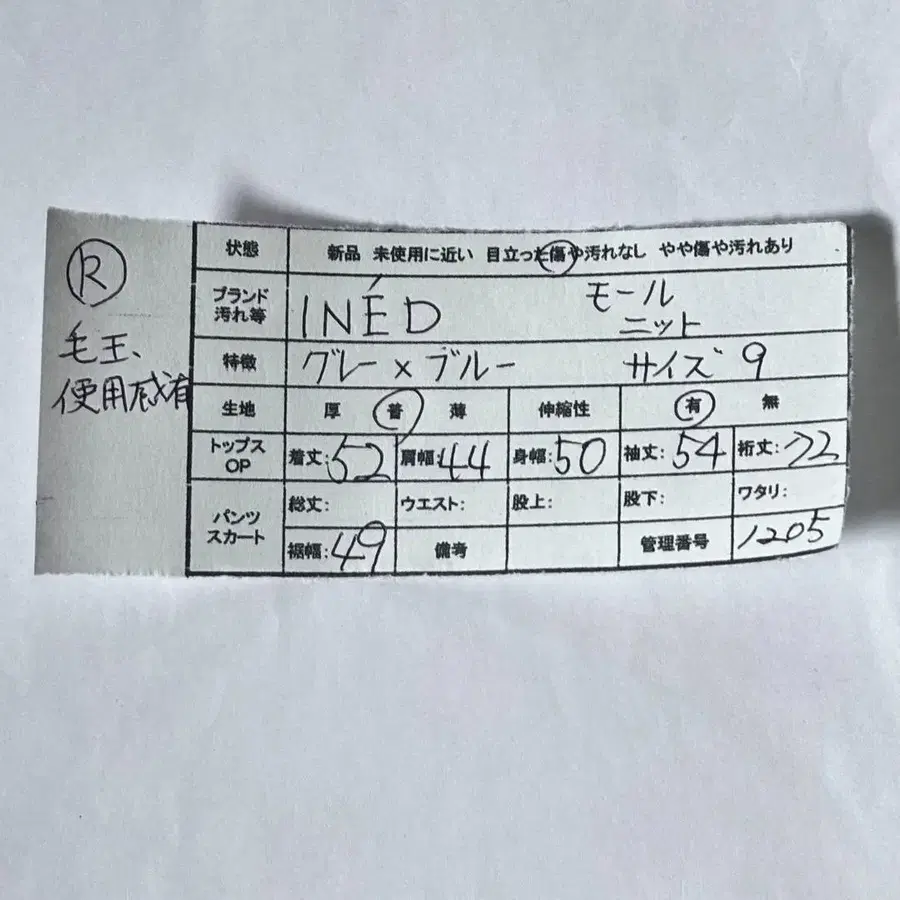 R
毛玉、
使用感有
状態 新品 未使用に近い 目立った傷や汚れなし やや傷や汚れあり
ブランド
汚れ等
INÉD モール
ニット
特徴 グレー×ブルー サイズ 9
生地 厚 普 薄 伸縮性 有 無
トップス
OP
着丈:52 肩幅:44 身幅:50 袖丈:54 裄丈:72
パンツ
スカート
総丈: ウエスト: 股上: 股下: ワタリ:
裾幅:49 備考 管理番号 1205